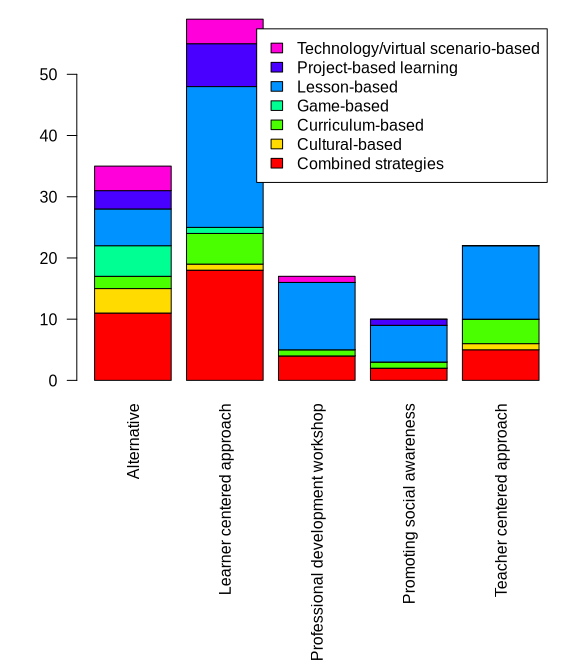 Technology/virtual scenario-based
Project-based learning
Lesson-based
Game-based
Curriculum-based
Cultural-based
Combined strategies
50
40
30
20
10
0
Alternative
Learner centered approach
Professional development workshop
Promoting social awareness
Teacher centered approach